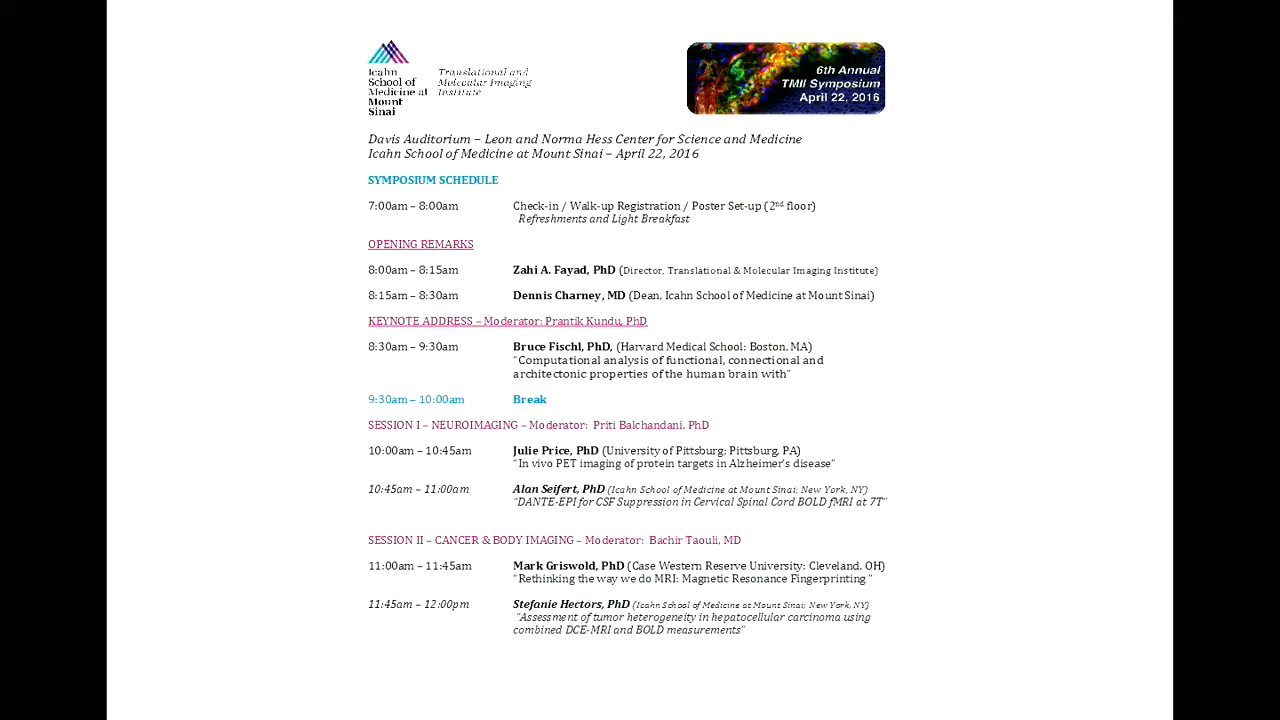 Icahn
School of
Medicine at
Mount
Sinai
Translational and
Molecular Imaging
Institute
6th Annual
TMII Symposium
April 22, 2016
Davis Auditorium – Leon and Norma Hess Center for Science and Medicine
Icahn School of Medicine at Mount Sinai – April 22, 2016
SYMPOSIUM SCHEDULE
7:00am – 8:00am Check-in / Walk-up Registration / Poster Set-up (2nd floor)
Refreshments and Light Breakfast
OPENING REMARKS
8:00am – 8:15am Zahi A. Fayad, PhD (Director, Translational & Molecular Imaging Institute)
8:15am – 8:30am Dennis Charney, MD (Dean, Icahn School of Medicine at Mount Sinai)
KEYNOTE ADDRESS – Moderator: Prantik Kundu, PhD
8:30am – 9:30am Bruce Fischl, PhD, (Harvard Medical School; Boston, MA)
"Computational analysis of functional, connectional and
architectonic properties of the human brain with"
9:30am – 10:00am Break
SESSION I – NEUROIMAGING – Moderator: Priti Balchandani, PhD
10:00am – 10:45am Julie Price, PhD (University of Pittsburg; Pittsburg, PA)
"In vivo PET imaging of protein targets in Alzheimer's disease"
10:45am – 11:00am Alan Seifert, PhD (Icahn School of Medicine at Mount Sinai; New York, NY)
"DANTE-EPI for CSF Suppression in Cervical Spinal Cord BOLD fMRI at 7T"
SESSION II – CANCER & BODY IMAGING – Moderator: Bachir Taouli, MD
11:00am – 11:45am Mark Griswold, PhD (Case Western Reserve University; Cleveland, OH)
"Rethinking the way we do MRI: Magnetic Resonance Fingerprinting "
11:45am – 12:00pm Stefanie Hectors, PhD (Icahn School of Medicine at Mount Sinai; New York, NY)
"Assessment of tumor heterogeneity in hepatocellular carcinoma using
combined DCE-MRI and BOLD measurements"